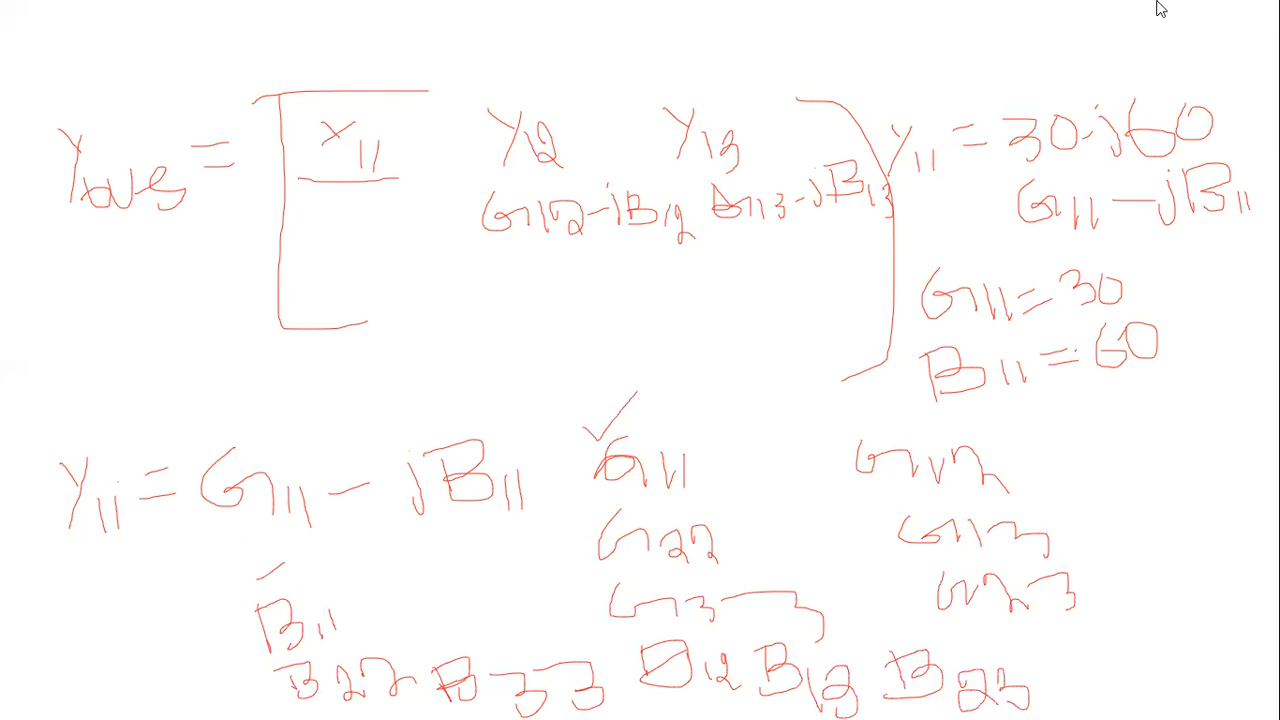 Ybus = Y11 Y12 Y13
G12-jB12 G13-jB13
Y11 = 30-j60
G11-jB11
G11=30
B11=60
Y11=G11-jB11
G11 G12
G22 G13
G33 G23
B11
B22 B33 B12 B13 B23